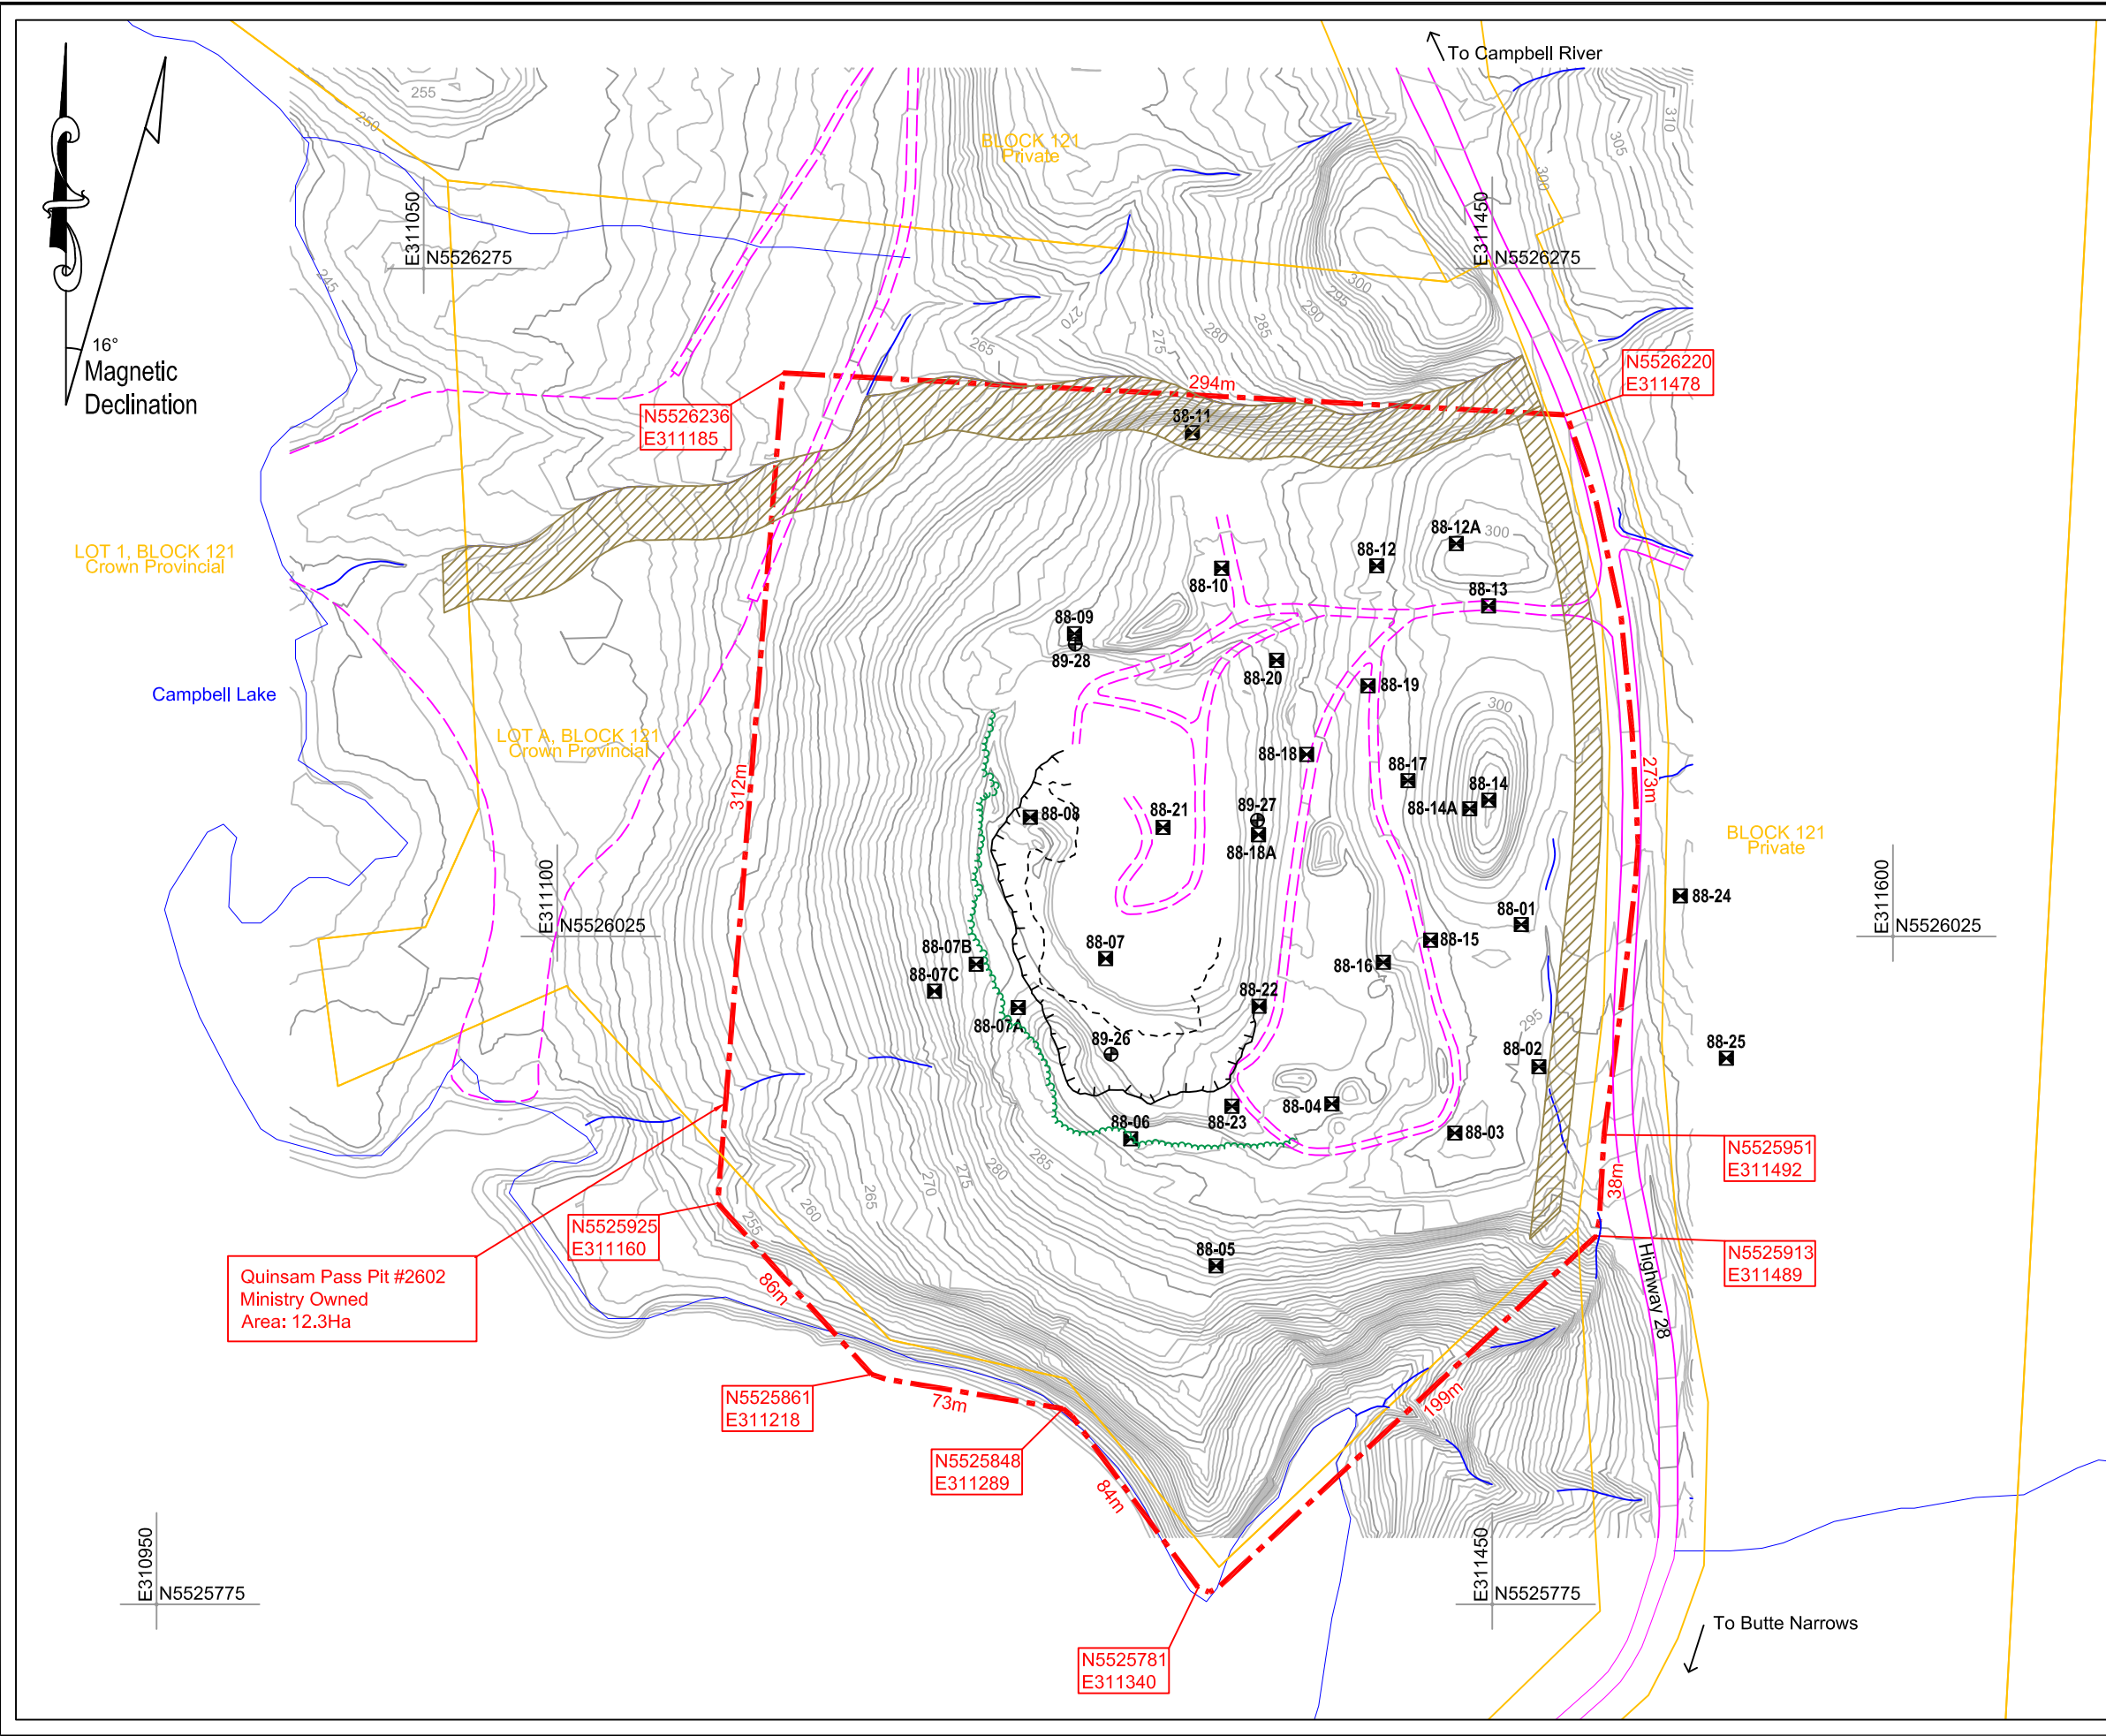 To Campbell River
255
250
310
305
300
BLOCK 121
Private
E311050
N5526275
E311450
N5526275
245
300
295
290
285
280
275
270
265
16°
Magnetic
Declination
N5526220
E311478
294m
N5526236
E311185
88-11
88-12A
300
88-12
88-10
88-13
LOT 1, BLOCK 121
Crown Provincial
88-09
89-28
88-20
88-19
Campbell Lake
300
LOT A, BLOCK 121
Crown Provincial
312m
88-18
88-17
88-14
88-14A
273m
88-08
88-21
89-27
88-18A
BLOCK 121
Private
E311100
N5526025
E311600
N5526025
88-24
88-01
88-15
88-16
88-07B
88-07
88-07C
88-07A
88-22
295
89-26
88-02
88-25
88-06
88-23
88-04
88-03
N5525951
E311492
38m
285
280
275
270
265
260
255
N5525925
E311160
88-05
N5525913
E311489
Highway 28
Quinsam Pass Pit #2602
Ministry Owned
Area: 12.3Ha
86m
N5525861
E311218
73m
199m
N5525848
E311289
84m
E310950
N5525775
E311450
N5525775
To Butte Narrows
N5525781
E311340